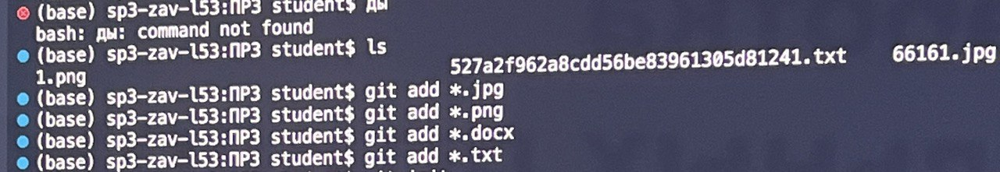 (base) sp3-zav-l53:ПР3 student$ ды
bash: ды: command not found
(base) sp3-zav-l53:ПР3 student$ ls
1.png 527a2f962a8cdd56be83961305d81241.txt 66161.jpg
(base) sp3-zav-l53:ПР3 student$ git add *.jpg
(base) sp3-zav-l53:ПР3 student$ git add *.png
(base) sp3-zav-l53:ПР3 student$ git add *.docx
(base) sp3-zav-l53:ПР3 student$ git add *.txt